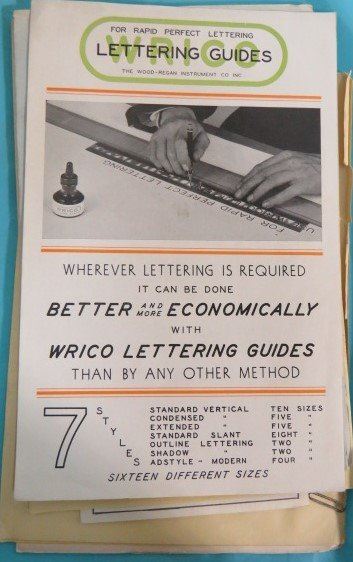 FOR RAPID PERFECT LETTERING
WRICO
LETTERING GUIDES
THE WOOD-REGAN INSTRUMENT CO INC
WRICO
FOR RAPID PERFECT LETTERING U
WHEREVER LETTERING IS REQUIRED
IT CAN BE DONE
BETTER AND MORE ECONOMICALLY
WITH
WRICO LETTERING GUIDES
THAN BY ANY OTHER METHOD
7 STYLES
STANDARD VERTICAL TEN SIZES
CONDENSED " FIVE "
EXTENDED " FIVE "
STANDARD SLANT EIGHT "
OUTLINE LETTERING TWO "
SHADOW " TWO "
ADSTYLE - MODERN FOUR "
SIXTEEN DIFFERENT SIZES